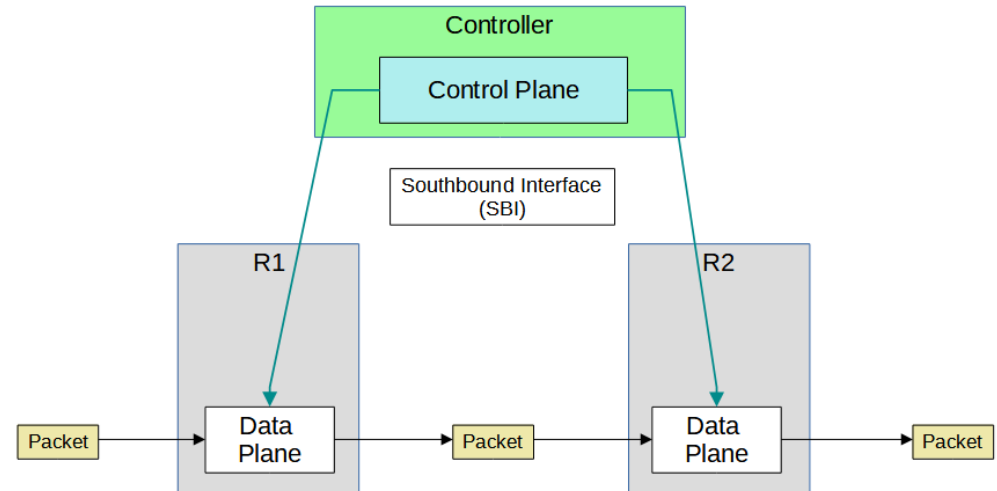 Controller
Control Plane
Southbound Interface
(SBI)
R1
R2
Packet
Data
Plane
Packet
Data
Plane
Packet